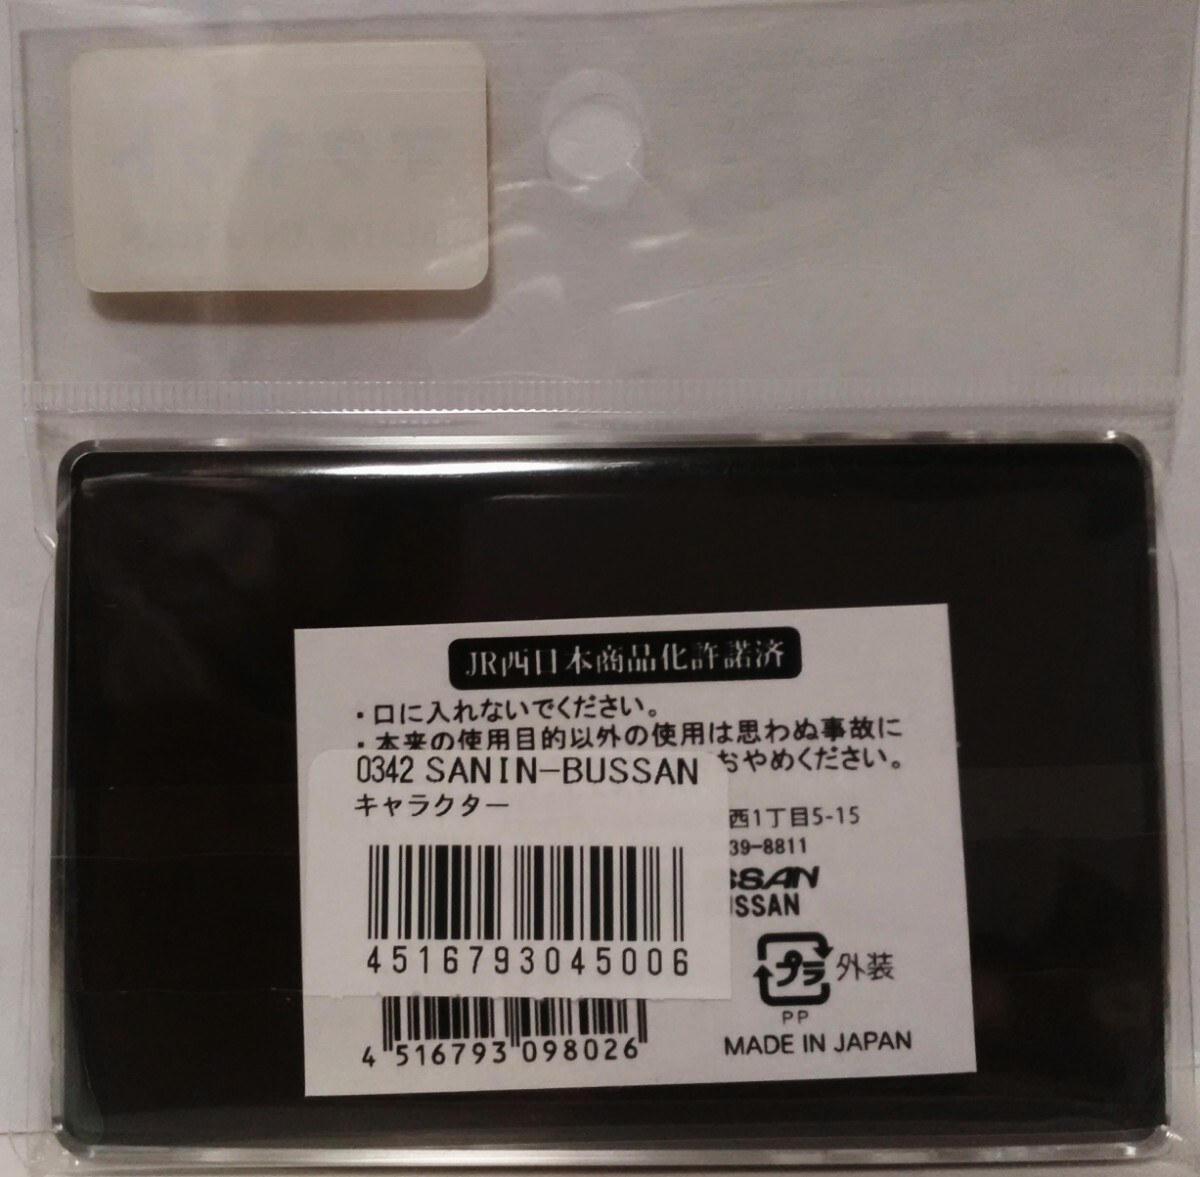 JR西日本商品化許諾済
・口に入れないでください。
・本来の使用目的以外の使用は思わぬ事故に
おやめください。
0342 SANIN-BUSSAN
キャラクター
西1丁目5-15
39-8811
SSAN
USSAN
4516793045006
プラ 外装
PP
4 516793 098026
MADE IN JAPAN